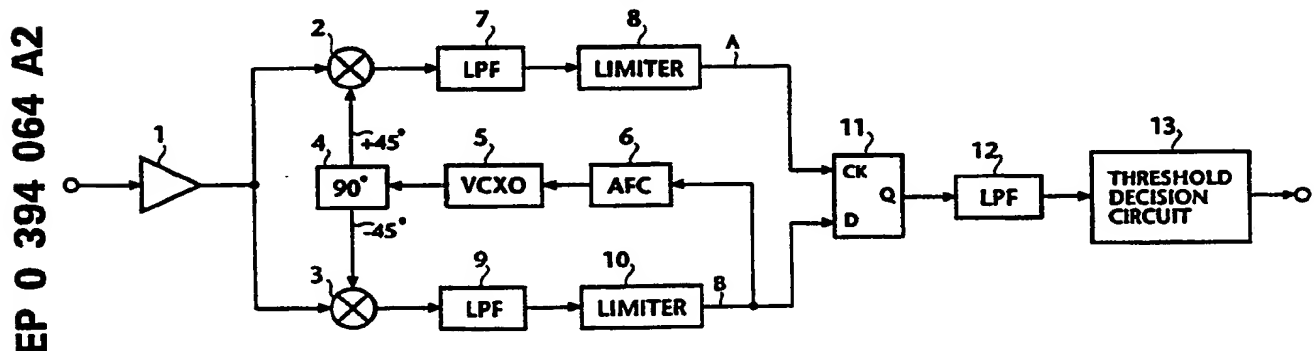 EP 0 394 064 A2
1
2
+45°
4
90°
-45°
3
7
LPF
8
LIMITER
A
5
VCXO
6
AFC
9
LPF
10
LIMITER
B
11
CK
Q
D
12
LPF
13
THRESHOLD
DECISION
CIRCUIT